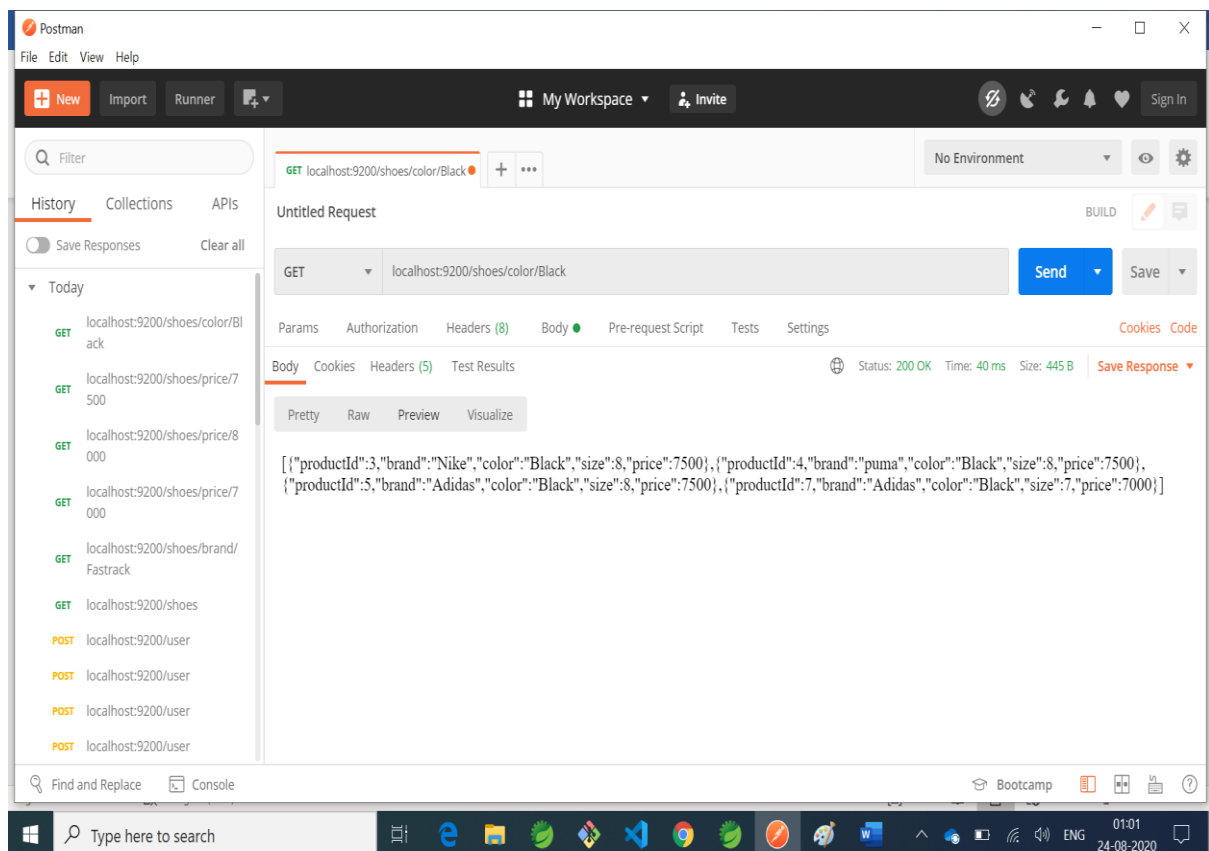 Postman
File Edit View Help
New Import Runner My Workspace Invite Sign In
Filter
GET localhost:9200/shoes/color/Black
No Environment
History Collections APIs
Untitled Request
BUILD
Save Responses Clear all
GET localhost:9200/shoes/color/Black Send Save
Today
GET localhost:9200/shoes/color/Bl
ack
GET localhost:9200/shoes/price/7
500
GET localhost:9200/shoes/price/8
000
GET localhost:9200/shoes/price/7
000
GET localhost:9200/shoes/brand/
Fastrack
GET localhost:9200/shoes
POST localhost:9200/user
POST localhost:9200/user
POST localhost:9200/user
POST localhost:9200/user
Params Authorization Headers (8) Body Pre-request Script Tests Settings Cookies Code
Body Cookies Headers (5) Test Results Status: 200 OK Time: 40 ms Size: 445 B Save Response
Pretty Raw Preview Visualize
[{"productId":3,"brand":"Nike","color":"Black","size":8,"price":7500},{"productId":4,"brand":"puma","color":"Black","size":8,"price":7500},
{"productId":5,"brand":"Adidas","color":"Black","size":8,"price":7500},{"productId":7,"brand":"Adidas","color":"Black","size":7,"price":7000}]
Find and Replace Console Bootcamp
Type here to search
ENG
01:01
24-08-2020